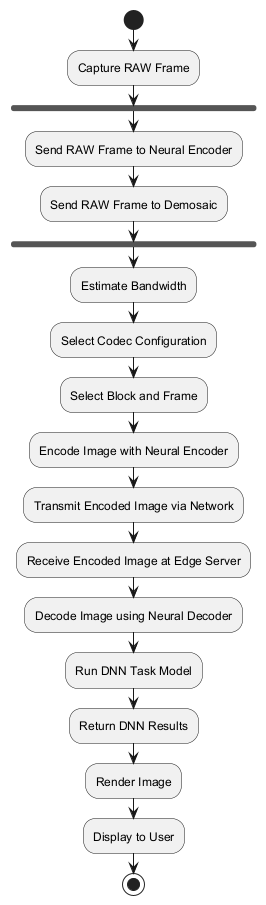 Capture RAW Frame
Send RAW Frame to Neural Encoder
Send RAW Frame to Demosaic
Estimate Bandwidth
Select Codec Configuration
Select Block and Frame
Encode Image with Neural Encoder
Transmit Encoded Image via Network
Receive Encoded Image at Edge Server
Decode Image using Neural Decoder
Run DNN Task Model
Return DNN Results
Render Image
Display to User